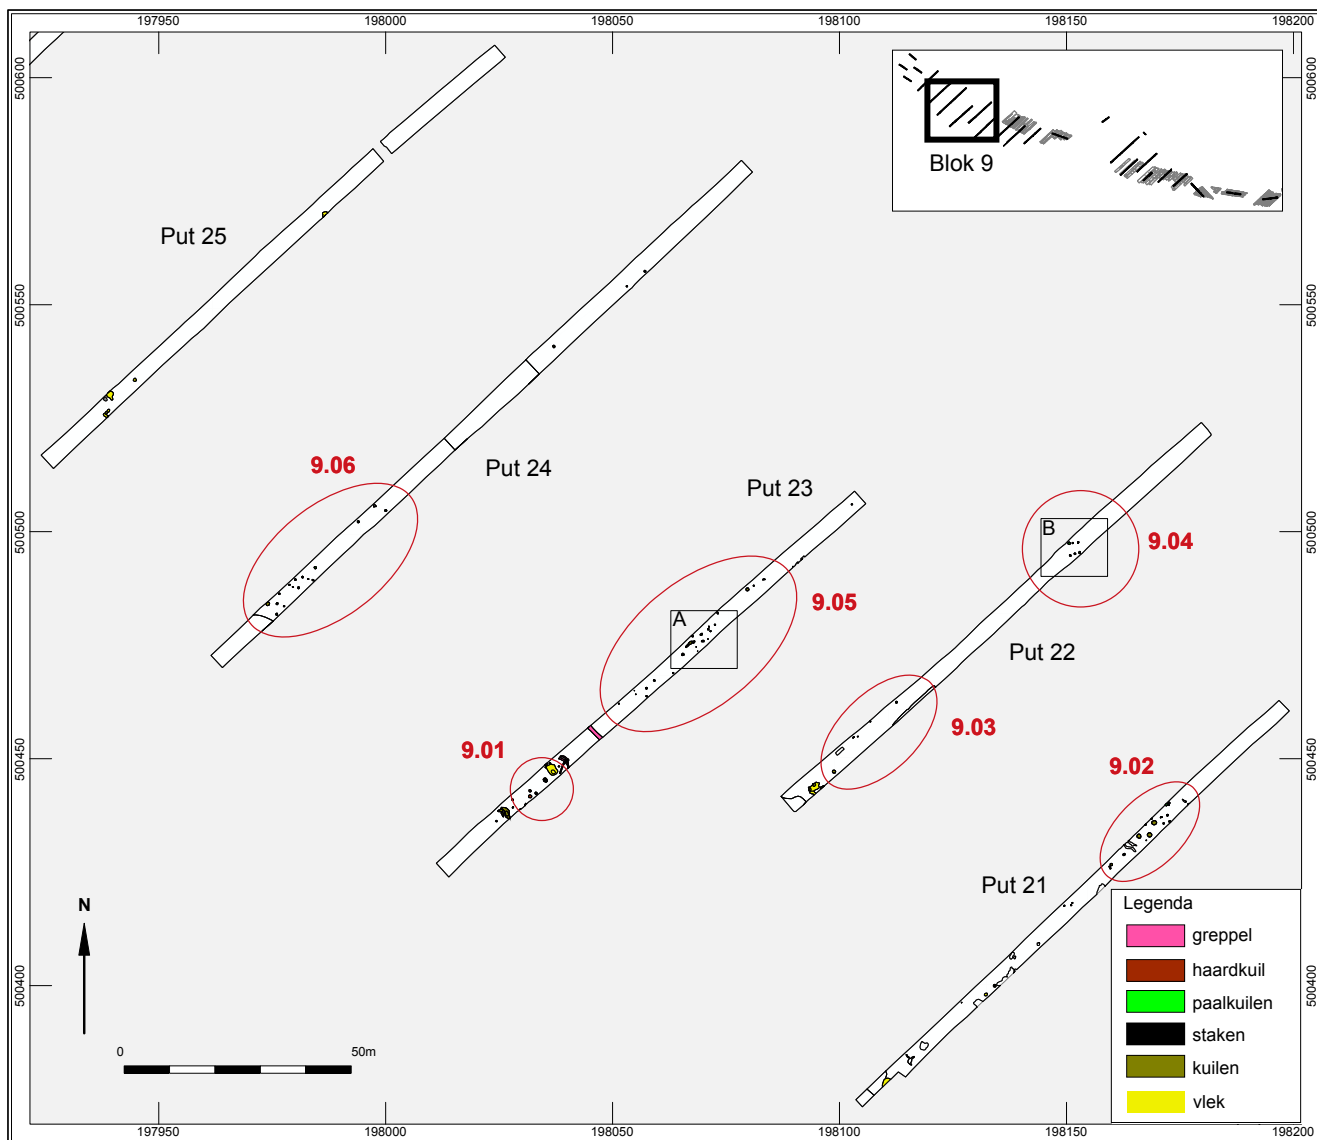 197950 198000 198050 198100 198150 198200
500600 500600
Blok 9
Put 25
500550 500550
9.06
Put 24
Put 23
500500 500500
B
9.04
9.05
A
Put 22
9.03
9.01
500450 500450
9.02
Put 21
N
Legenda
greppel
haardkuil
paalkuilen
staken
kuilen
vlek
500400 500400
0 50m
197950 198000 198050 198100 198150 198200